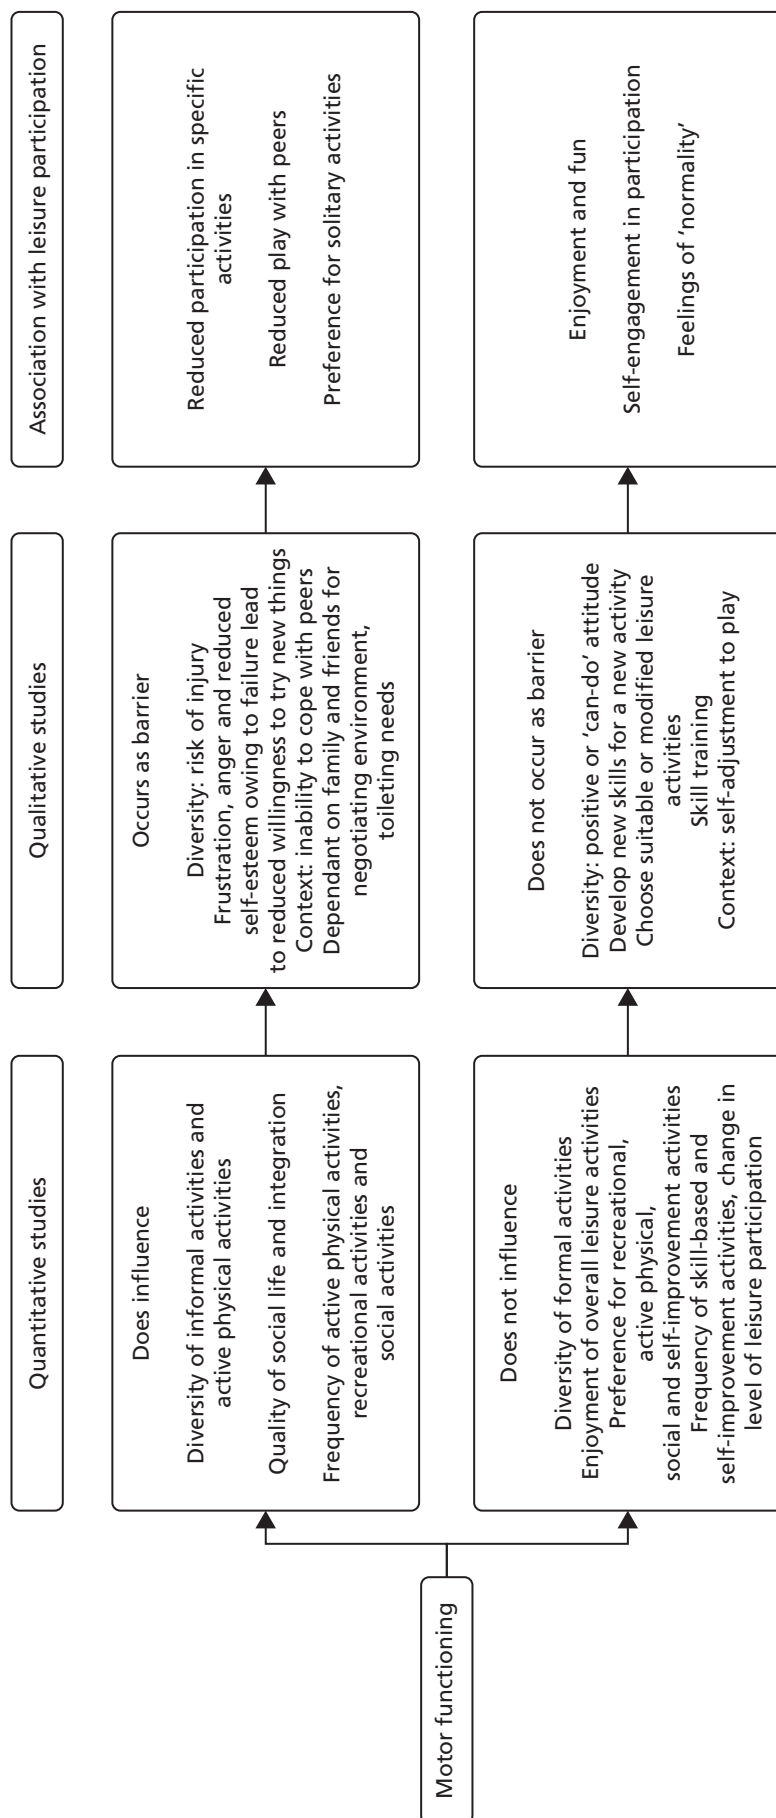 Quantitative studies
Qualitative studies
Association with leisure participation
Motor functioning
Does influence
Diversity of informal activities and
active physical activities
Quality of social life and integration
Frequency of active physical activities,
recreational activities and
social activities
Occurs as barrier
Diversity: risk of injury
Frustration, anger and reduced
self-esteem owing to failure lead
to reduced willingness to try new things
Context: inability to cope with peers
Dependant on family and friends for
negotiating environment,
toileting needs
Reduced participation in specific
activities
Reduced play with peers
Preference for solitary activities
Does not influence
Diversity of formal activities
Enjoyment of overall leisure activities
Preference for recreational,
active physical,
social and self-improvement activities
Frequency of skill-based and
self-improvement activities, change in
level of leisure participation
Does not occur as barrier
Diversity: positive or ‘can-do’ attitude
Develop new skills for a new activity
Choose suitable or modified leisure
activities
Skill training
Context: self-adjustment to play
Enjoyment and fun
Self-engagement in participation
Feelings of ‘normality’